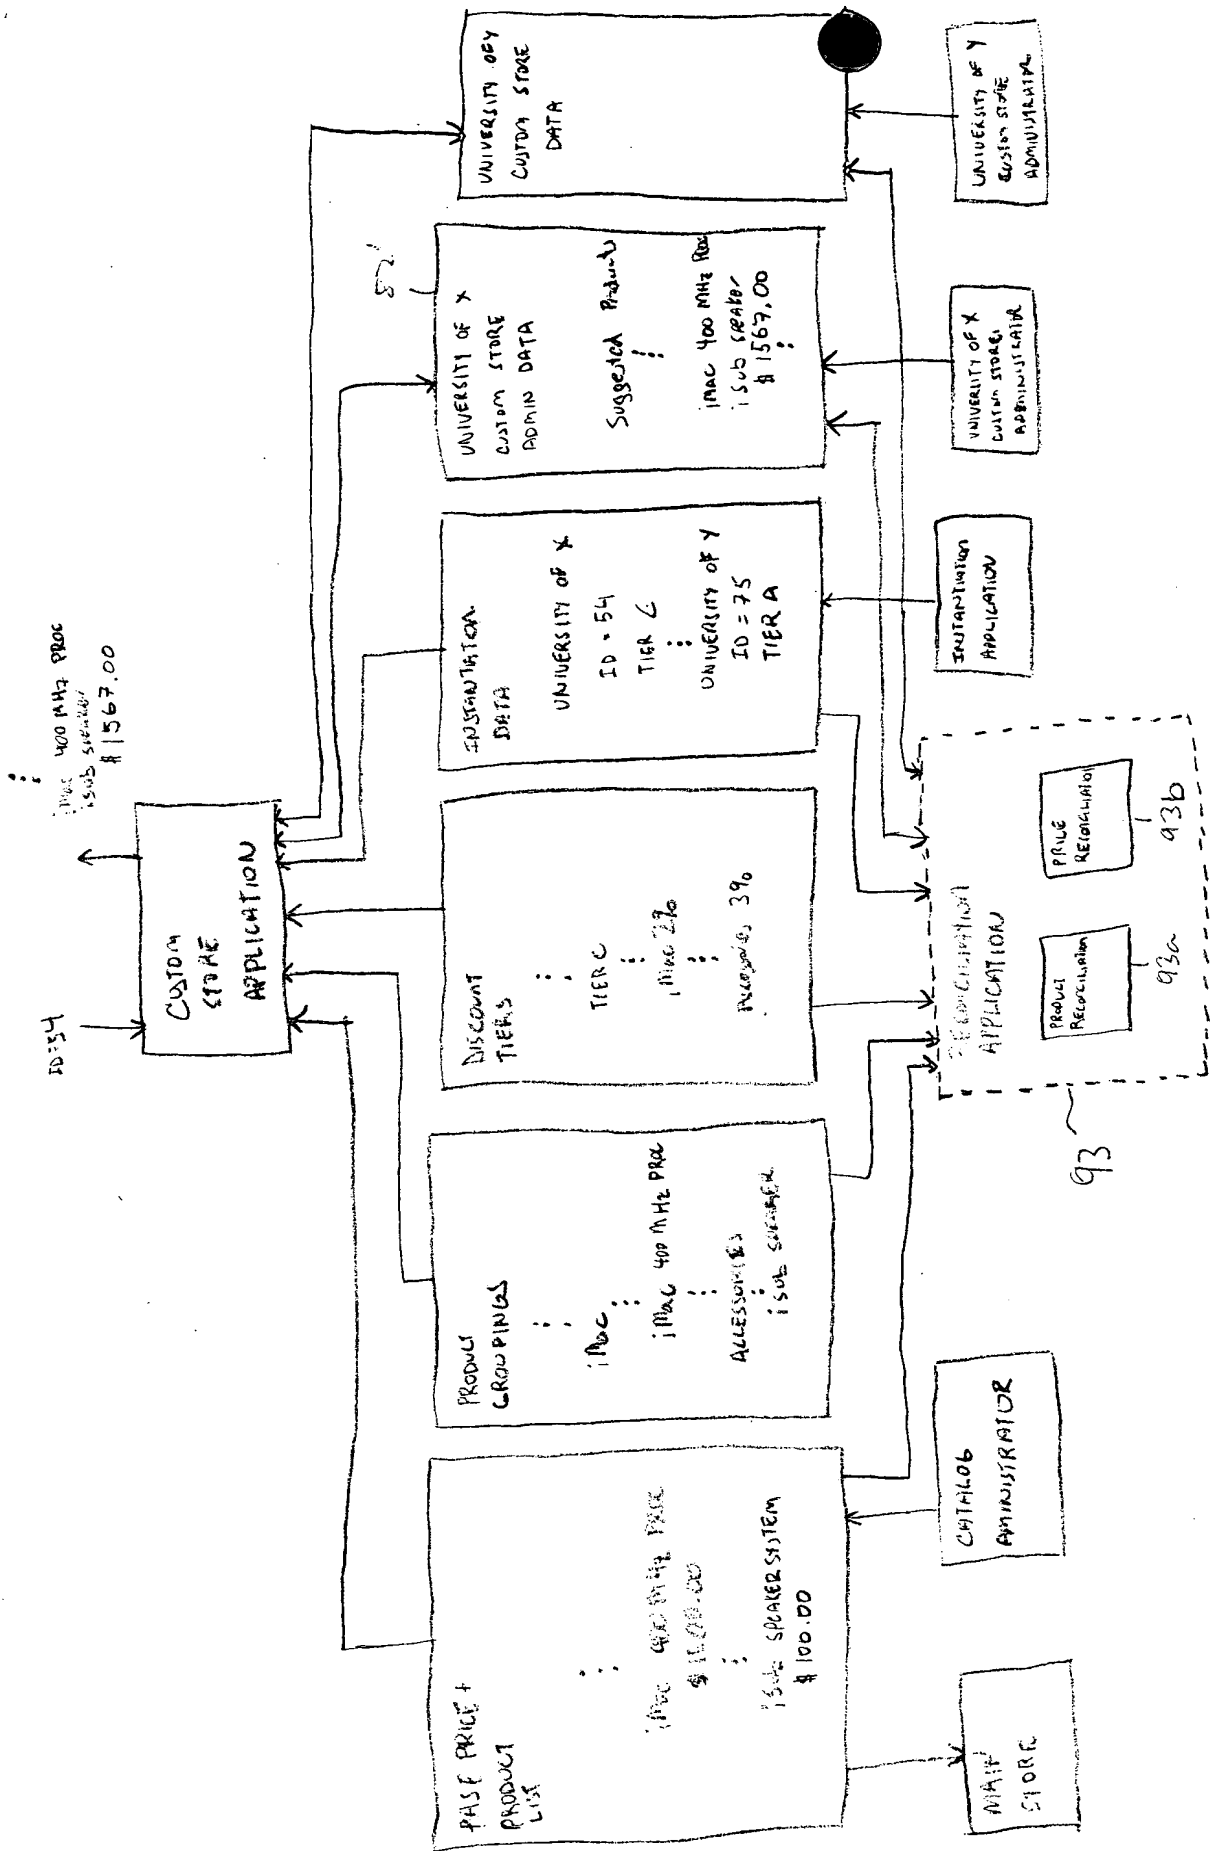 ID=54
⋮
iMac 400 MHz PROC
iSub SPEAKER
$1567.00
CUSTOM
STORE
APPLICATION
PRODUCT
LIST
iMac 400 MHz PROC
iSub SPEAKER SYSTEM
$100.00
PRODUCT
GROUPINGS
⋮
iMac
⋮
iMac 400 MHz PROC
⋮
ACCESSORIES
⋮
iSub SPEAKER
DISCOUNT
TIERS
⋮
TIER C
⋮
iMac 2%
⋮
Accessories 3%
INSTANTIATION
DATA
UNIVERSITY OF X
ID = 54
TIER C
⋮
UNIVERSITY OF Y
ID = 75
TIER A
52
UNIVERSITY OF X
CUSTOM STORE
ADMIN DATA
Suggested Products
⋮
iMAC 400 MHz PROC
iSub SPEAKER
$1567.00
⋮
UNIVERSITY OF Y
CUSTOM STORE
DATA
MAIN
STORE
CATALOG
AMINISTRATOR
93
RECONCILIATION
APPLICATION
PRODUCT
RECONCILIATION
93a
PRICE
RECONCILIATION
93b
INSTANTIATION
APPLICATION
UNIVERSITY OF X
CUSTOM STORE
ADMINISTRATOR
UNIVERSITY OF Y
CUSTOM STORE
ADMINISTRATOR